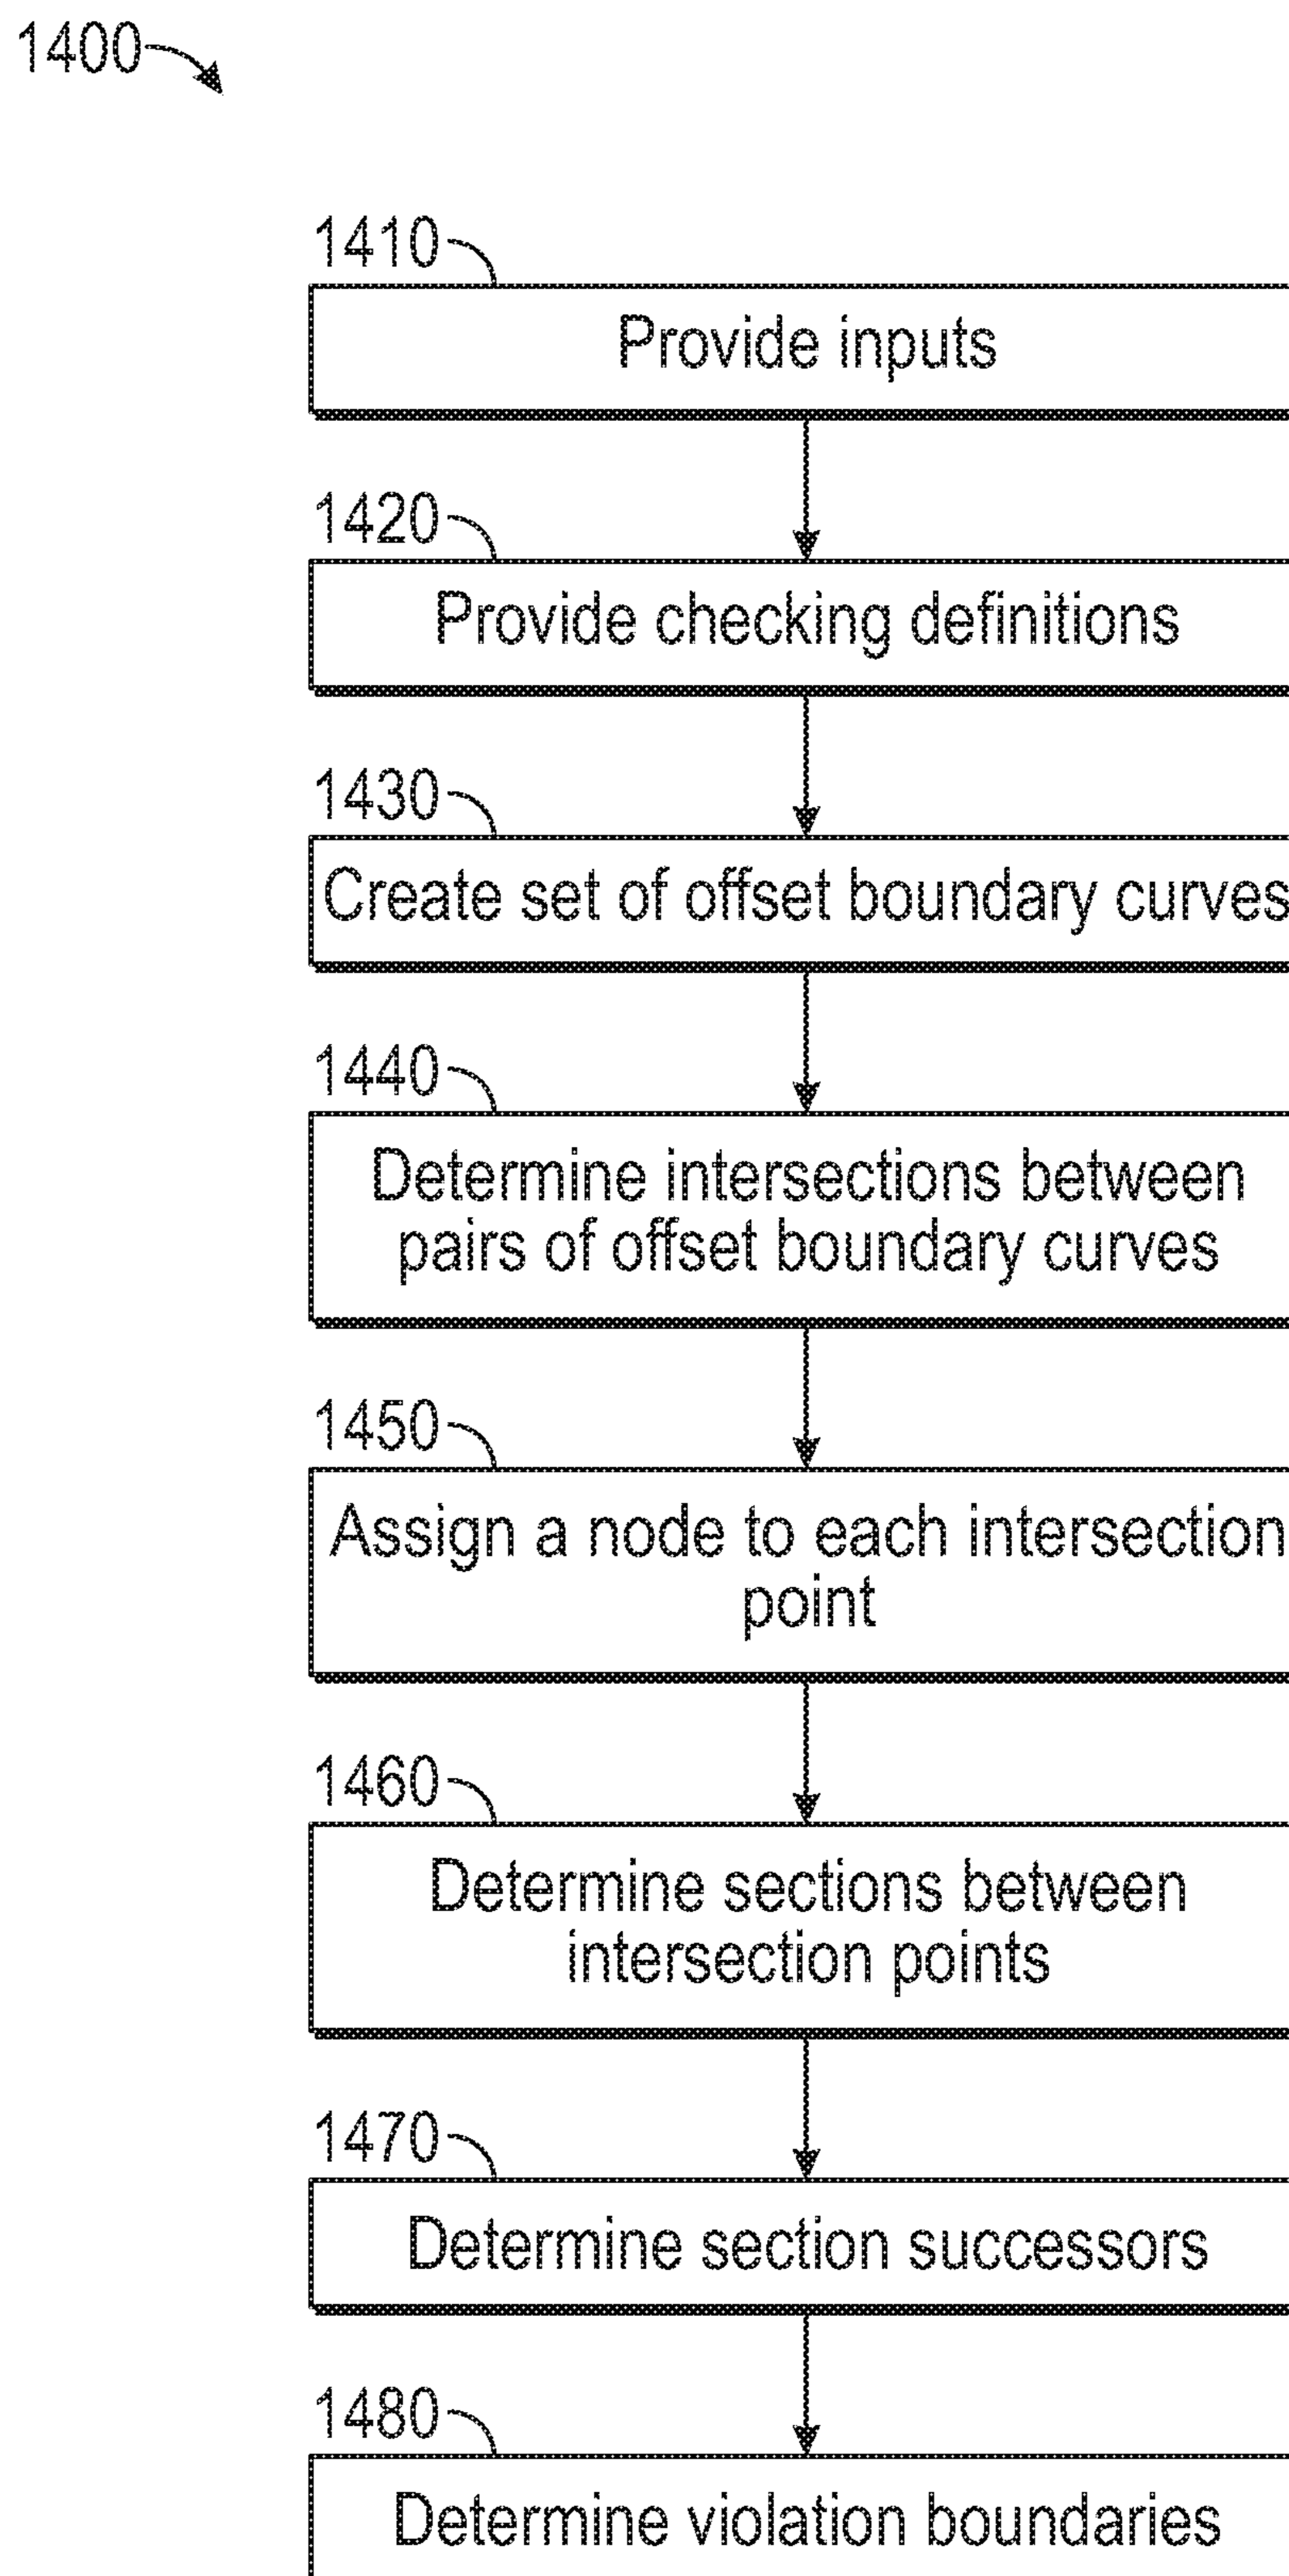 1400
1410
Provide inputs
1420
Provide checking definitions
1430
Create set of offset boundary curves
1440
Determine intersections between
pairs of offset boundary curves
1450
Assign a node to each intersection
point
1460
Determine sections between
intersection points
1470
Determine section successors
1480
Determine violation boundaries